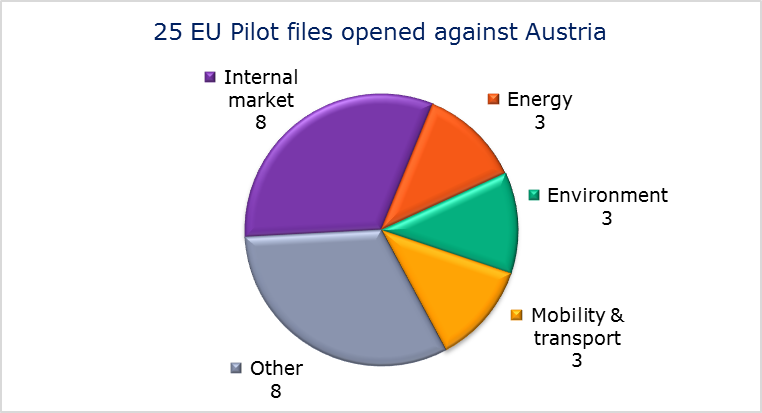 25 EU Pilot files opened against Austria
Internal
market
8
Energy
3
Environment
3
Mobility &
transport
3
Other
8